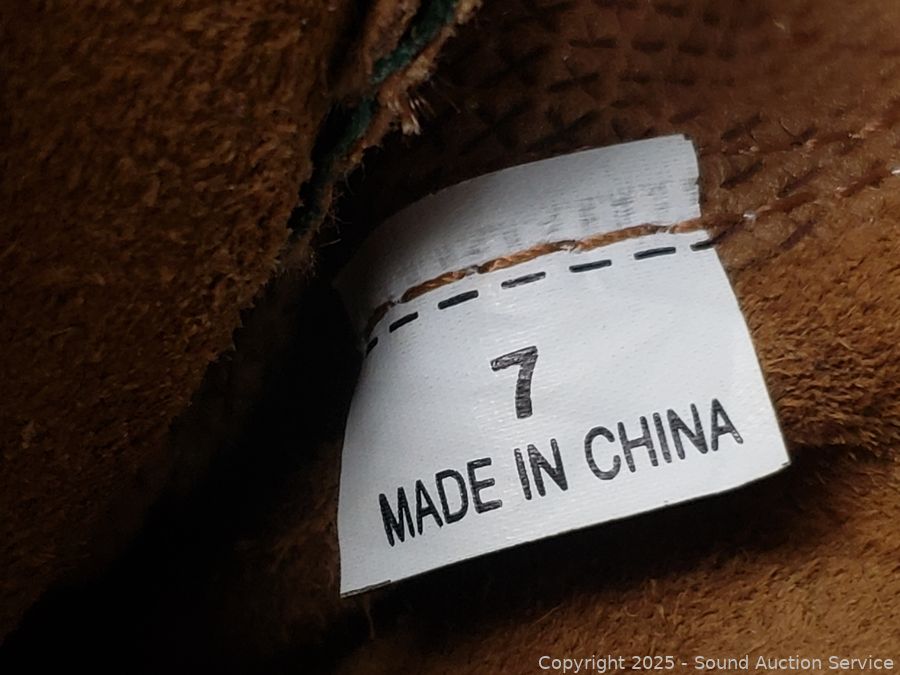 7
MADE IN CHINA
Copyright 2025 - Sound Auction Service